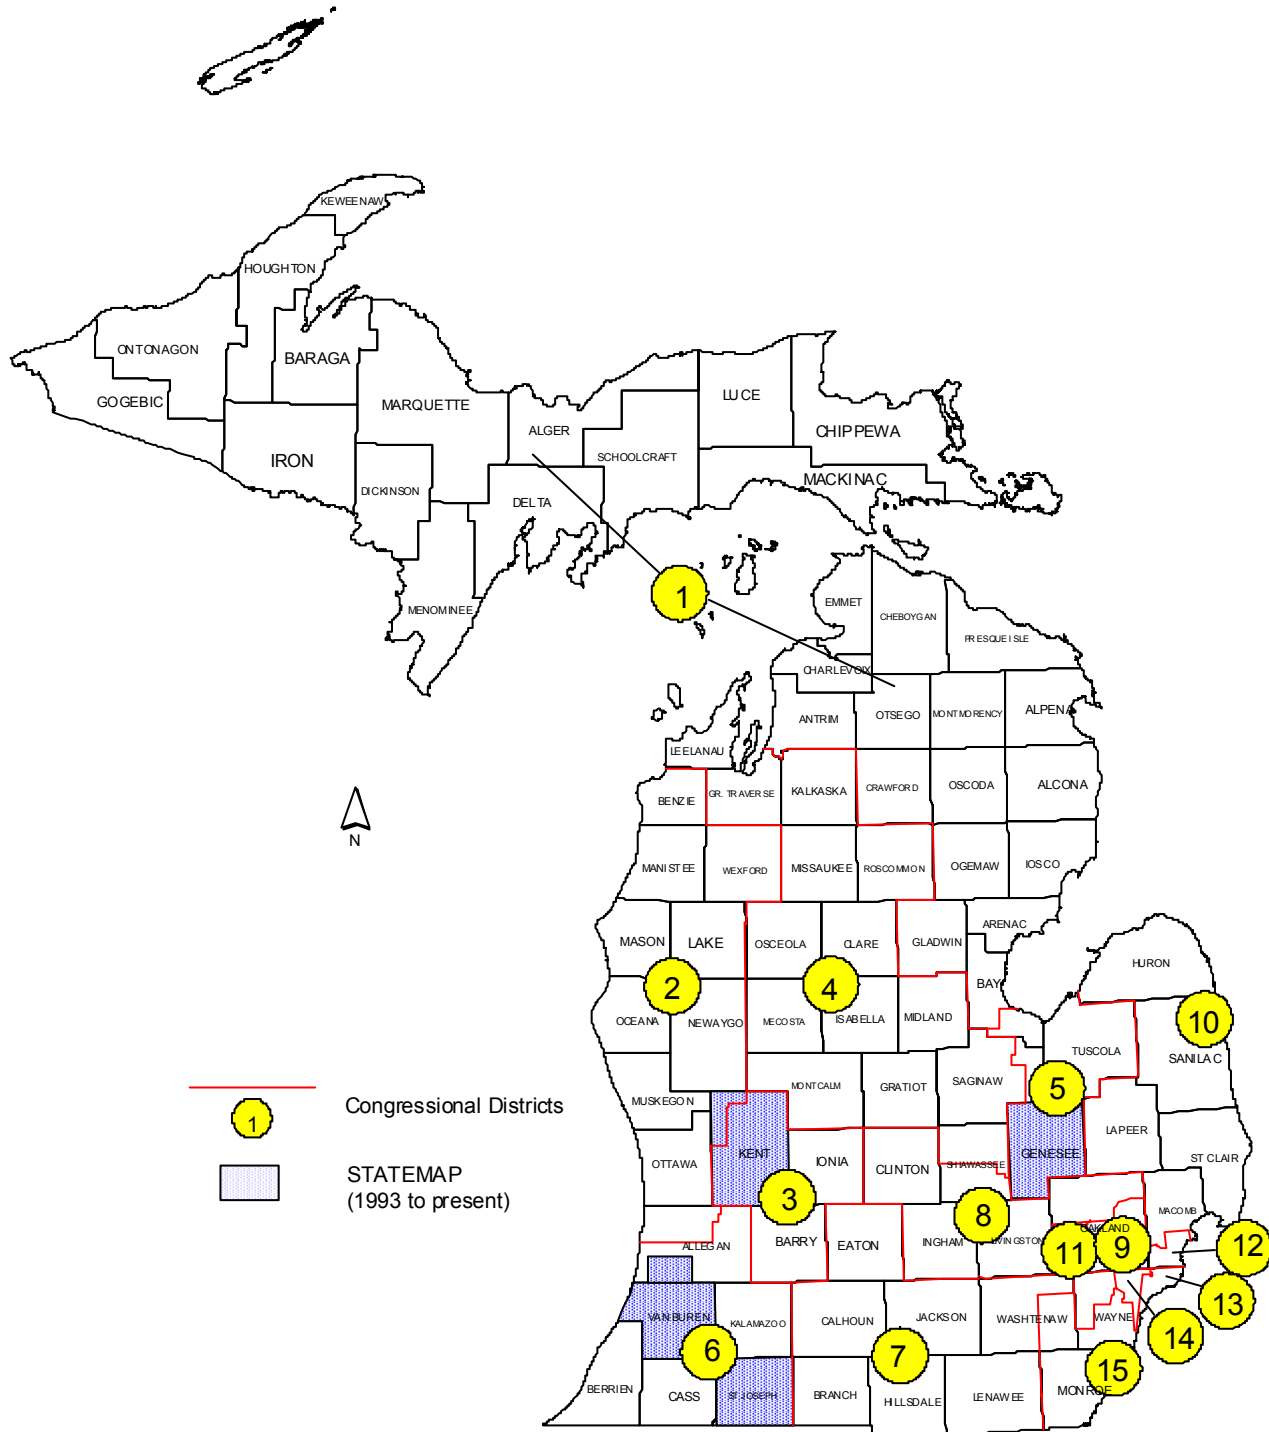 KEWEENAW
HOUGHTON
ONTONAGON
BARAGA
GOGEBIC
MARQUETTE
LUCE
ALGER
CHIPPEWA
IRON
SCHOOLCRAFT
MACKINAC
DICKINSON
DELTA
1
EMMET
MENOMINEE
CHEBOYGAN
PRESQUE ISLE
CHARLEVOIX
ANTRIM
OTSEGO
MONTMORENCY
ALPENA
LEELANAU
BENZIE
GR. TRAVERSE
KALKASKA
CRAWFORD
OSCODA
ALCONA
N
MANISTEE
WEXFORD
MISSAUKEE
ROSCOMMON
OGEMAW
IOSCO
ARENAC
MASON
LAKE
OSCEOLA
CLARE
GLADWIN
HURON
2
4
BAY
10
OCEANA
NEWAYGO
MECOSTA
ISABELLA
MIDLAND
TUSCOLA
SANILAC
5
MUSKEGON
MONTCALM
GRATIOT
SAGINAW
Congressional Districts
1
LAPEER
OTTAWA
KENT
IONIA
CLINTON
SHIAWASSEE
GENESEE
ST CLAIR
STATEMAP
(1993 to present)
3
8
MACOMB
OAKLAND
ALLEGAN
BARRY
EATON
INGHAM
LIVINGSTON
11
9
12
13
VAN BUREN
KALAMAZOO
CALHOUN
JACKSON
WASHTENAW
WAYNE
14
6
7
15
BERRIEN
CASS
ST. JOSEPH
BRANCH
HILLSDALE
LENAWEE
MONROE